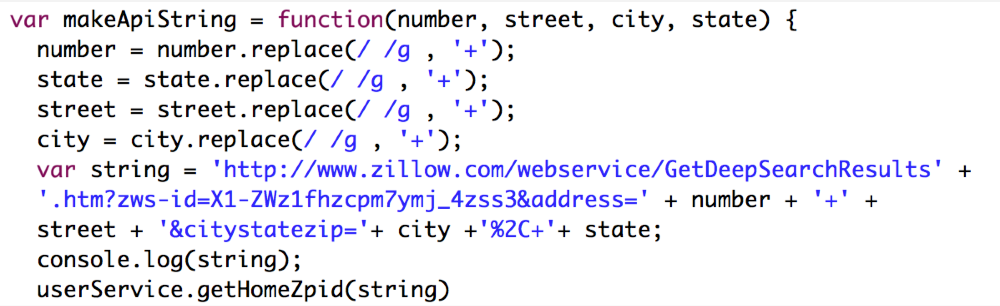 var makeApiString = function(number, street, city, state) {
  number = number.replace(/ /g , '+');
  state = state.replace(/ /g , '+');
  street = street.replace(/ /g , '+');
  city = city.replace(/ /g , '+');
  var string = 'http://www.zillow.com/webservice/GetDeepSearchResults' +
  '.htm?zws-id=X1-ZWz1fhzcpm7ymj_4zss3&address=' + number + '+' +
  street + '&citystatezip='+ city +'%2C+'+ state;
  console.log(string);
  userService.getHomeZpid(string)